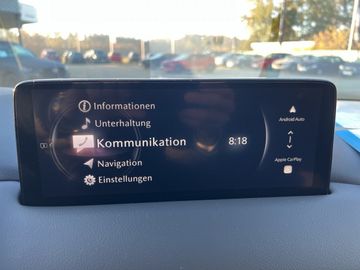 Informationen
Unterhaltung
Kommunikation
8:18
Navigation
Einstellungen
Android Auto
Apple CarPlay